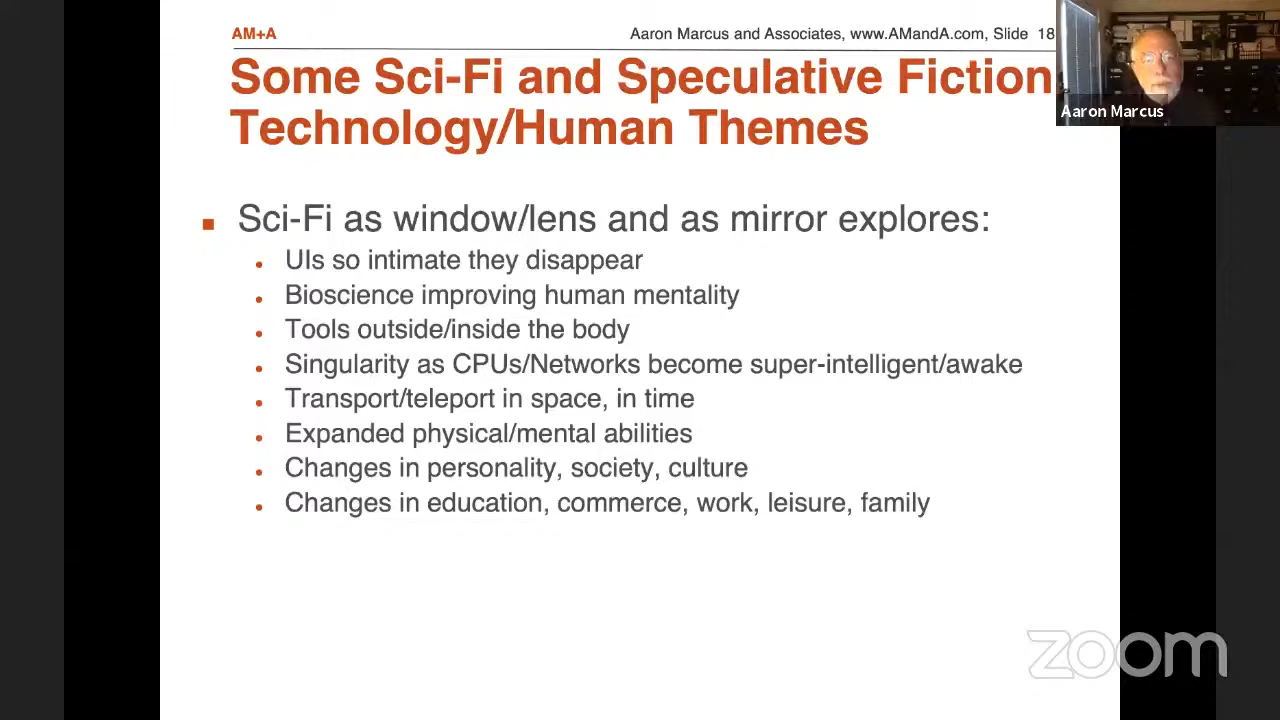 AM+A
Aaron Marcus and Associates, www.AMandA.com, Slide 18
Some Sci-Fi and Speculative Fiction
Technology/Human Themes
Aaron Marcus
Sci-Fi as window/lens and as mirror explores:
UIs so intimate they disappear
Bioscience improving human mentality
Tools outside/inside the body
Singularity as CPUs/Networks become super-intelligent/awake
Transport/teleport in space, in time
Expanded physical/mental abilities
Changes in personality, society, culture
Changes in education, commerce, work, leisure, family
zoom